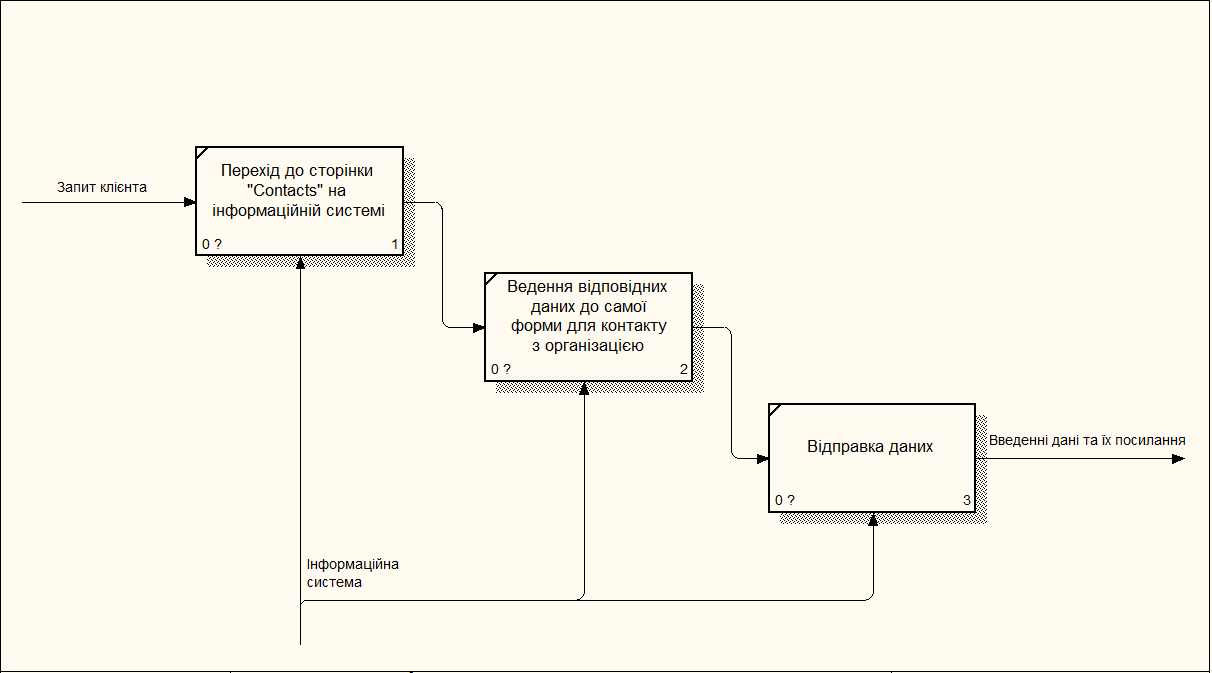 Запит клієнта
Перехід до сторінки
"Contacts" на
інформаційній системі
0 ? 1
Ведення відповідних
даних до самої
форми для контакту
з організацією
0 ? 2
Відправка даних
0 ? 3
Введенні дані та їх посилання
Інформаційна
система